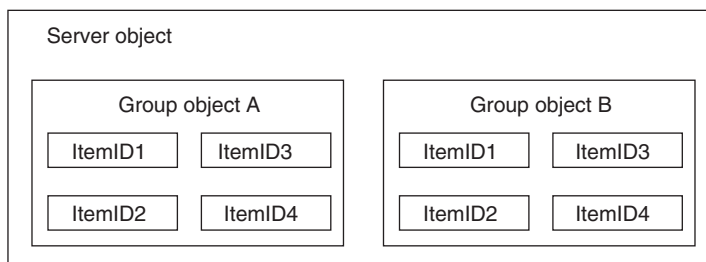 Server object
Group object A
ItemID1
ItemID3
ItemID2
ItemID4
Group object B
ItemID1
ItemID3
ItemID2
ItemID4